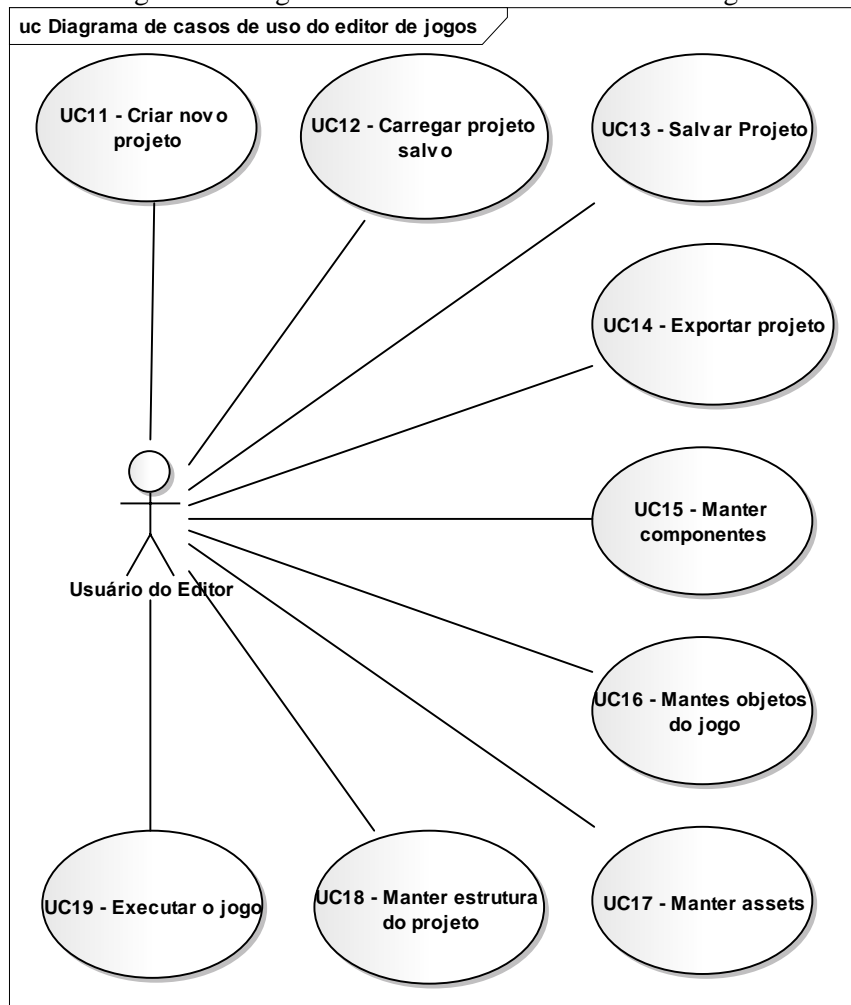 uc Diagrama de casos de uso do editor de jogos
UC11 - Criar novo
projeto
UC12 - Carregar projeto
salvo
UC13 - Salvar Projeto
UC14 - Exportar projeto
UC15 - Manter
componentes
Usuário do Editor
UC16 - Mantes objetos
do jogo
UC19 - Executar o jogo
UC18 - Manter estrutura
do projeto
UC17 - Manter assets